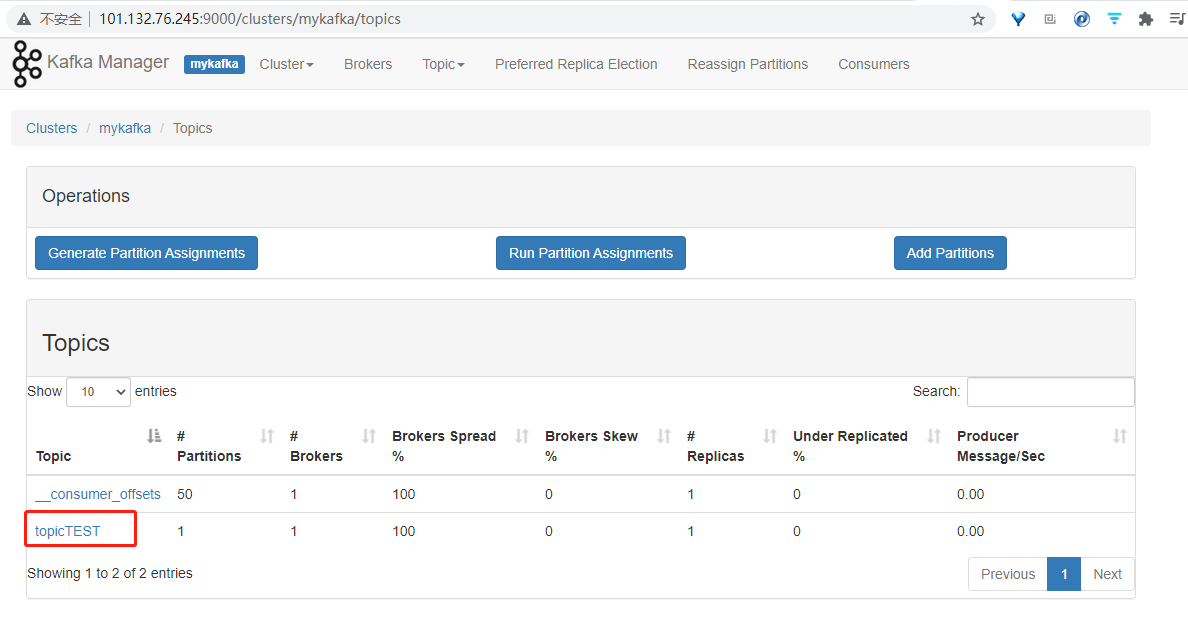 不安全 101.132.76.245:9000/clusters/mykafka/topics
Kafka Manager mykafka Cluster Brokers Topic Preferred Replica Election Reassign Partitions Consumers
Clusters / mykafka / Topics
Operations
Generate Partition Assignments Run Partition Assignments Add Partitions
Topics
Show 10 entries Search:
Topic # Partitions # Brokers Brokers Spread % Brokers Skew % # Replicas Under Replicated % Producer Message/Sec
__consumer_offsets 50 1 100 0 1 0 0.00
topicTEST 1 1 100 0 1 0 0.00
Showing 1 to 2 of 2 entries Previous 1 Next